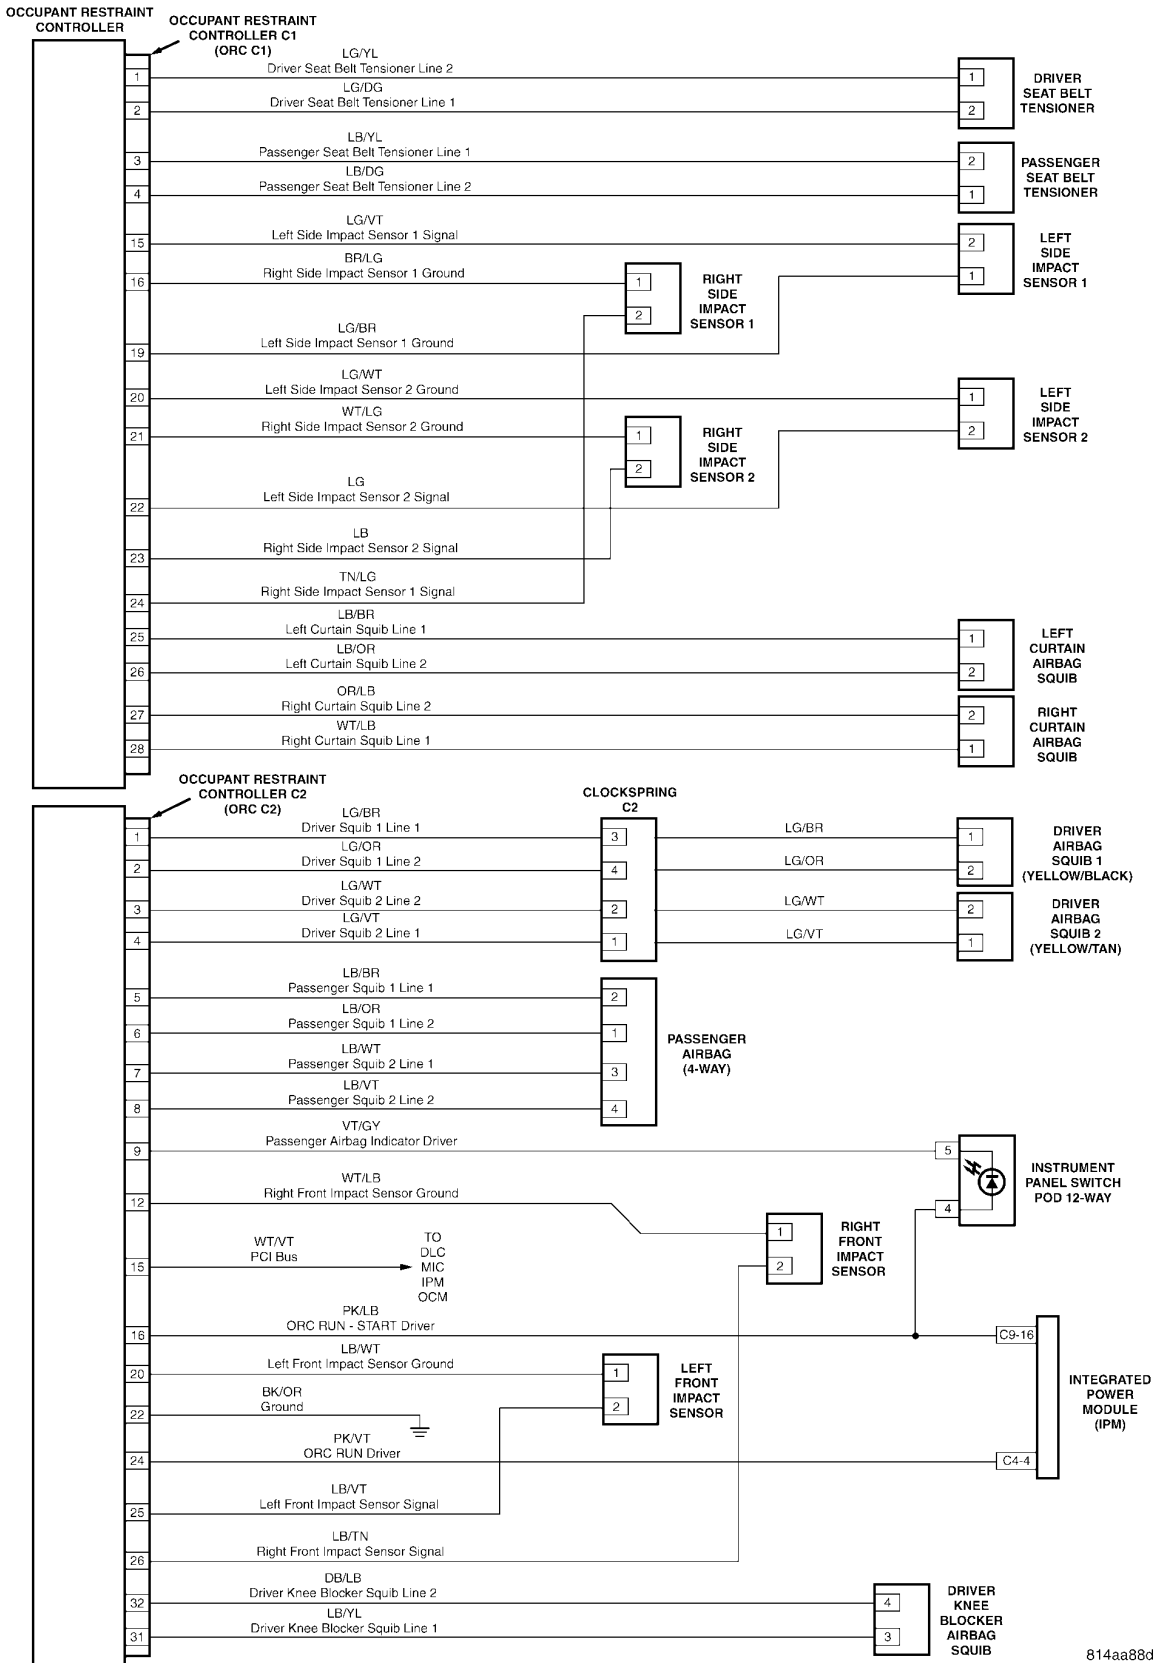 OCCUPANT RESTRAINT
CONTROLLER
OCCUPANT RESTRAINT
CONTROLLER C1
(ORC C1)
LG/YL
1 Driver Seat Belt Tensioner Line 2 1
LG/DG
2 Driver Seat Belt Tensioner Line 1 2
DRIVER
SEAT BELT
TENSIONER
LB/YL
3 Passenger Seat Belt Tensioner Line 1 2
LB/DG
4 Passenger Seat Belt Tensioner Line 2 1
PASSENGER
SEAT BELT
TENSIONER
LG/VT
15 Left Side Impact Sensor 1 Signal 2
1
LEFT
SIDE
IMPACT
SENSOR 1
BR/LG
16 Right Side Impact Sensor 1 Ground 1
2
RIGHT
SIDE
IMPACT
SENSOR 1
LG/BR
19 Left Side Impact Sensor 1 Ground
LG/WT
20 Left Side Impact Sensor 2 Ground 1
2
LEFT
SIDE
IMPACT
SENSOR 2
WT/LG
21 Right Side Impact Sensor 2 Ground 1
2
RIGHT
SIDE
IMPACT
SENSOR 2
LG
22 Left Side Impact Sensor 2 Signal
LB
23 Right Side Impact Sensor 2 Signal
TN/LG
24 Right Side Impact Sensor 1 Signal
LB/BR
25 Left Curtain Squib Line 1 1
LB/OR
26 Left Curtain Squib Line 2 2
LEFT
CURTAIN
AIRBAG
SQUIB
OR/LB
27 Right Curtain Squib Line 2 2
WT/LB
28 Right Curtain Squib Line 1 1
RIGHT
CURTAIN
AIRBAG
SQUIB
OCCUPANT RESTRAINT
CONTROLLER C2
(ORC C2)
CLOCKSPRING
C2
LG/BR
1 Driver Squib 1 Line 1 3 LG/BR 1
LG/OR
2 Driver Squib 1 Line 2 4 LG/OR 2
DRIVER
AIRBAG
SQUIB 1
(YELLOW/BLACK)
LG/WT
3 Driver Squib 2 Line 2 2 LG/WT 2
LG/VT
4 Driver Squib 2 Line 1 1 LG/VT 1
DRIVER
AIRBAG
SQUIB 2
(YELLOW/TAN)
LB/BR
5 Passenger Squib 1 Line 1 2
LB/OR
6 Passenger Squib 1 Line 2 1
LB/WT
7 Passenger Squib 2 Line 1 3
LB/VT
8 Passenger Squib 2 Line 2 4
PASSENGER
AIRBAG
(4-WAY)
VT/GY
9 Passenger Airbag Indicator Driver 5
4
INSTRUMENT
PANEL SWITCH
POD 12-WAY
WT/LB
12 Right Front Impact Sensor Ground 1
2
RIGHT
FRONT
IMPACT
SENSOR
WT/VT
15 PCI Bus
TO
DLC
MIC
IPM
OCM
PK/LB
16 ORC RUN - START Driver C9-16
LB/WT
20 Left Front Impact Sensor Ground 1
2
LEFT
FRONT
IMPACT
SENSOR
INTEGRATED
POWER
MODULE
(IPM)
BK/OR
22 Ground
PK/VT
24 ORC RUN Driver C4-4
LB/VT
25 Left Front Impact Sensor Signal
LB/TN
26 Right Front Impact Sensor Signal
DB/LB
32 Driver Knee Blocker Squib Line 2 4
LB/YL
31 Driver Knee Blocker Squib Line 1 3
DRIVER
KNEE
BLOCKER
AIRBAG
SQUIB
814aa88d